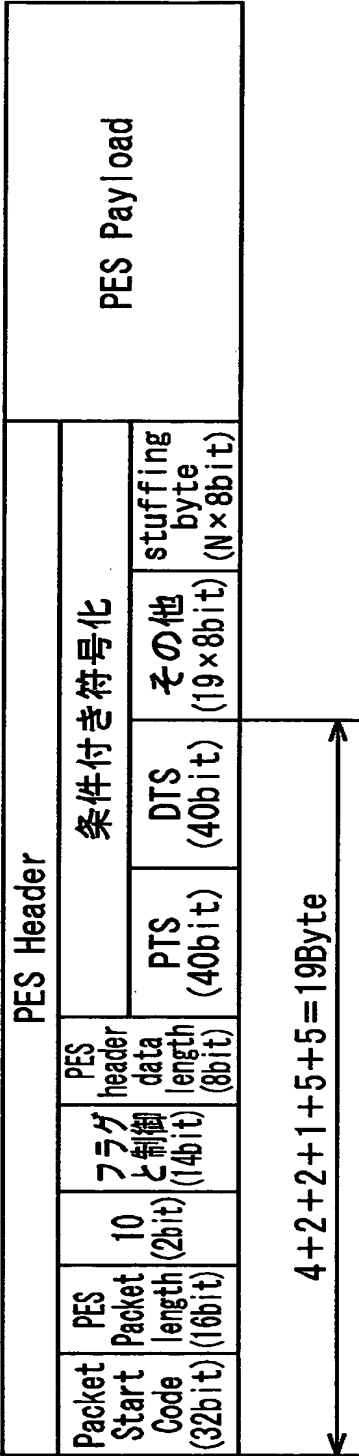 PES Header
PES Payload
Packet
Start
Code
(32bit)
PES
Packet
length
(16bit)
10
(2bit)
フラグ
と制御
(14bit)
PES
header
data
length
(8bit)
条件付き符号化
PTS
(40bit)
DTS
(40bit)
その他
(19×8bit)
stuffing
byte
(N×8bit)
4+2+2+1+5+5=19Byte